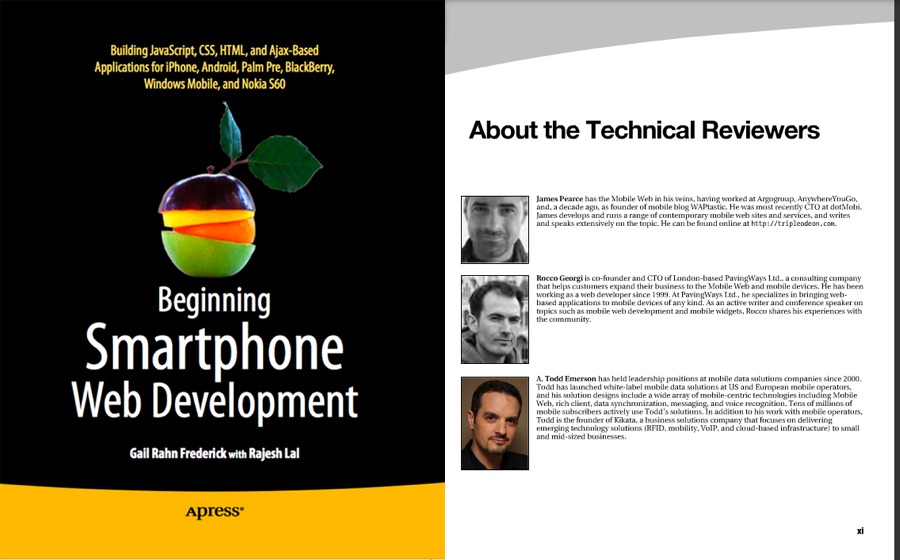 Building JavaScript, CSS, HTML, and Ajax-Based
Applications for iPhone, Android, Palm Pre, BlackBerry,
Windows Mobile, and Nokia S60
Beginning
Smartphone
Web Development
Gail Rahn Frederick with Rajesh Lal
Apress®
About the Technical Reviewers
James Pearce has the Mobile Web in his veins, having worked at Argogroup, AnywhereYouGo,
and, a decade ago, as founder of mobile blog WAPtastic. He was most recently CTO at dotMobi.
James develops and runs a range of contemporary mobile web sites and services, and writes
and speaks extensively on the topic. He can be found online at http://tripleodeon.com.
Rocco Georgi is co-founder and CTO of London-based PavingWays Ltd., a consulting company
that helps customers expand their business to the Mobile Web and mobile devices. He has been
working as a web developer since 1999. At PavingWays Ltd., he specializes in bringing web-
based applications to mobile devices of any kind. As an active writer and conference speaker on
topics such as mobile web development and mobile widgets, Rocco shares his experiences with
the community.
A. Todd Emerson has held leadership positions at mobile data solutions companies since 2000.
Todd has launched white-label mobile data solutions at US and European mobile operators,
and his solution designs include a wide array of mobile-centric technologies including Mobile
Web, rich client, data synchronization, messaging, and voice recognition. Tens of millions of
mobile subscribers actively use Todd's solutions. In addition to his work with mobile operators,
Todd is the founder of Kikata, a business solutions company that focuses on delivering
emerging technology solutions (RFID, mobility, VoIP, and cloud-based infrastructure) to small
and mid-sized businesses.
xi